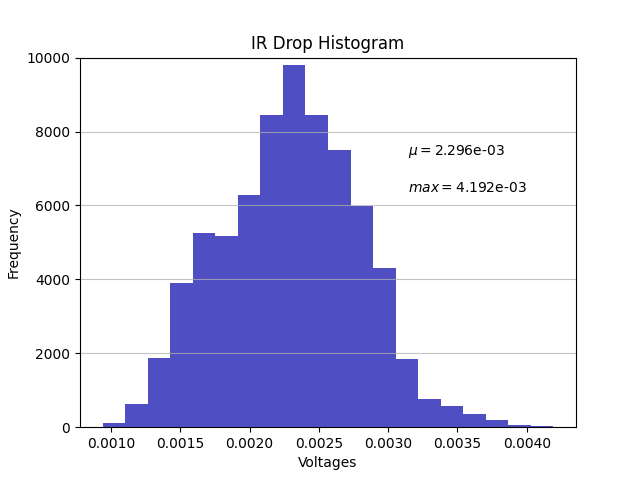 IR Drop Histogram
10000
8000
6000
4000
2000
0
Frequency
μ = 2.296e-03
max = 4.192e-03
0.0010 0.0015 0.0020 0.0025 0.0030 0.0035 0.0040
Voltages